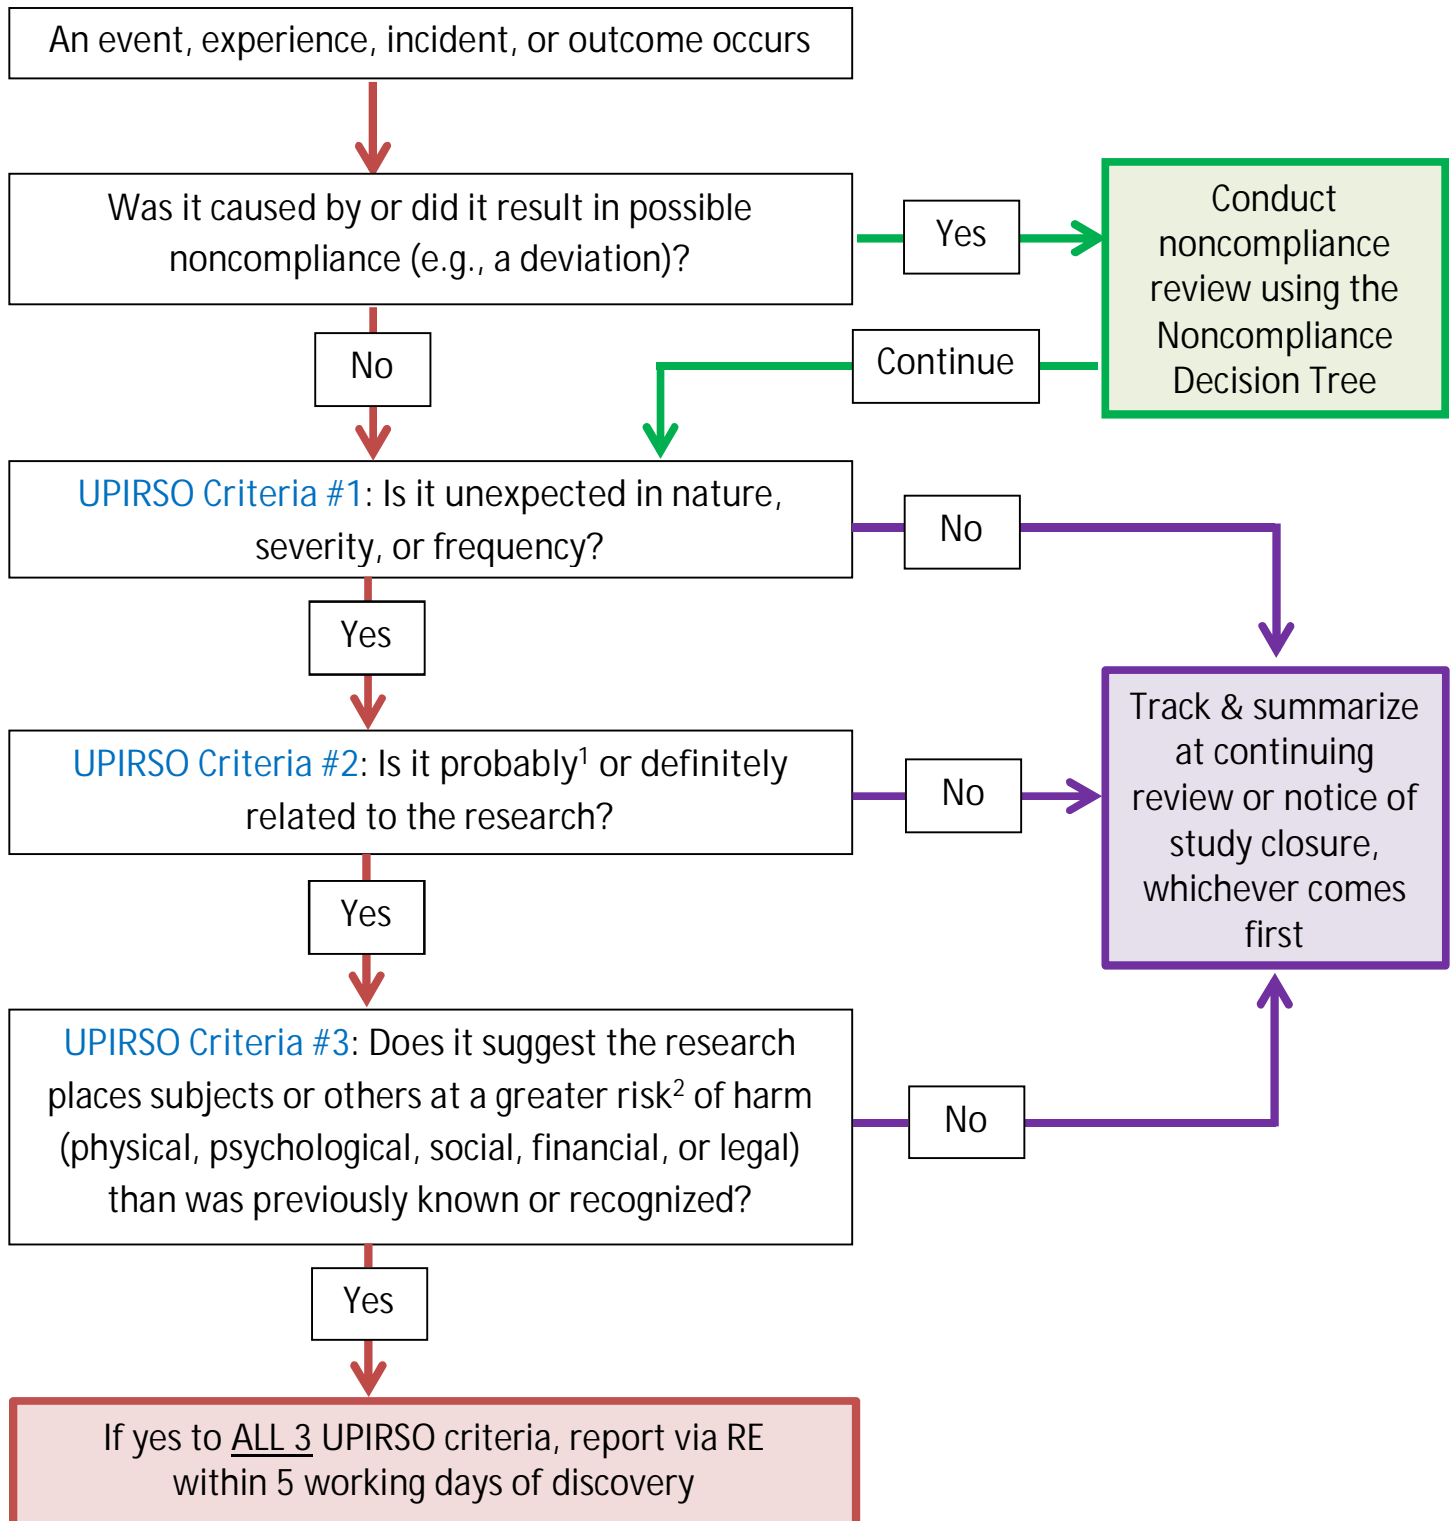 An event, experience, incident, or outcome occurs
Was it caused by or did it result in possible
noncompliance (e.g., a deviation)?
Yes
Conduct
noncompliance
review using the
Noncompliance
Decision Tree
No
Continue
UPIRSO Criteria #1: Is it unexpected in nature,
severity, or frequency?
No
Yes
UPIRSO Criteria #2: Is it probably¹ or definitely
related to the research?
No
Track & summarize
at continuing
review or notice of
study closure,
whichever comes
first
Yes
UPIRSO Criteria #3: Does it suggest the research
places subjects or others at a greater risk² of harm
(physical, psychological, social, financial, or legal)
than was previously known or recognized?
No
Yes
If yes to ALL 3 UPIRSO criteria, report via RE
within 5 working days of discovery